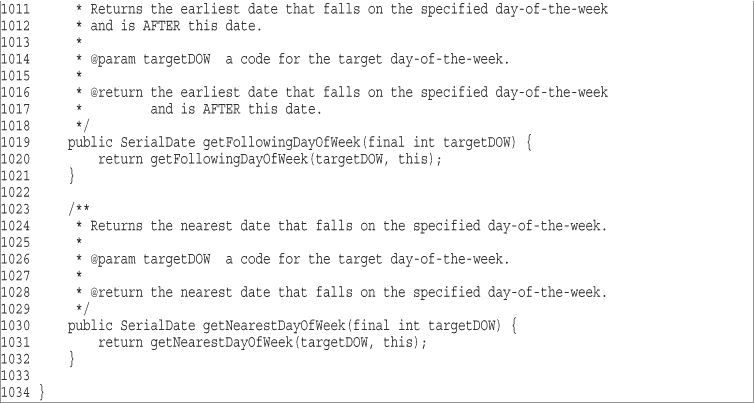 1011      * Returns the earliest date that falls on the specified day-of-the-week
1012      * and is AFTER this date.
1013      *
1014      * @param targetDOW  a code for the target day-of-the-week.
1015      *
1016      * @return the earliest date that falls on the specified day-of-the-week
1017      *         and is AFTER this date.
1018      */
1019     public SerialDate getFollowingDayOfWeek(final int targetDOW) {
1020         return getFollowingDayOfWeek(targetDOW, this);
1021     }
1022
1023     /**
1024      * Returns the nearest date that falls on the specified day-of-the-week.
1025      *
1026      * @param targetDOW  a code for the target day-of-the-week.
1027      *
1028      * @return the nearest date that falls on the specified day-of-the-week.
1029      */
1030     public SerialDate getNearestDayOfWeek(final int targetDOW) {
1031         return getNearestDayOfWeek(targetDOW, this);
1032     }
1033
1034 }